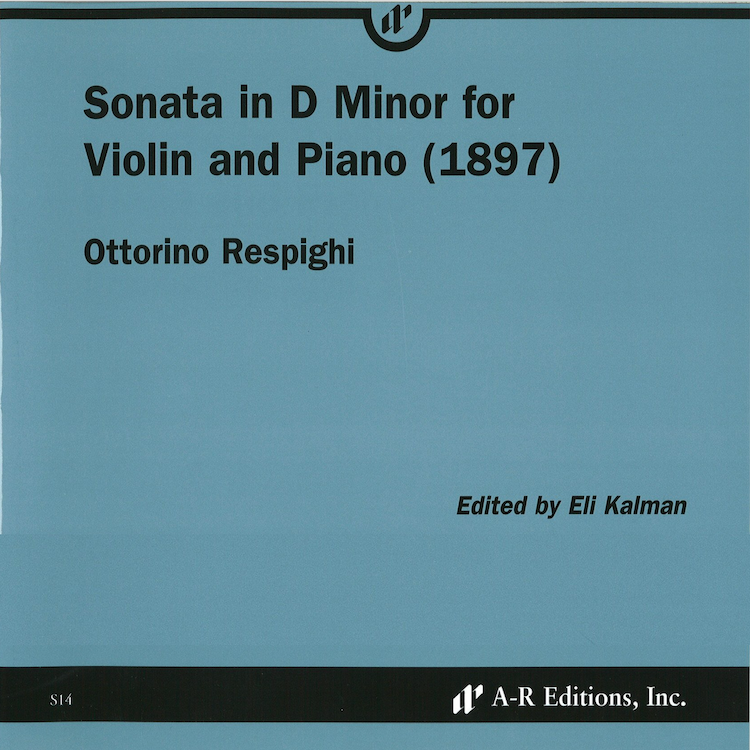 Sonata in D Minor for
Violin and Piano (1897)
Ottorino Respighi
Edited by Eli Kalman
S14
A-R Editions, Inc.